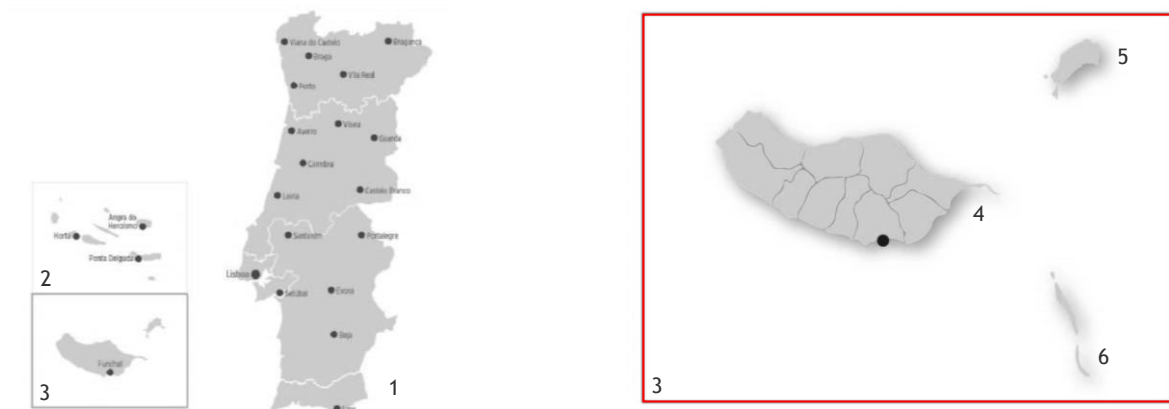 Viana do Castelo
Bragança
Braga
Vila Real
Porto
Aveiro
Viseu
Guarda
Coimbra
Leiria
Castelo Branco
Santarém
Portalegre
Lisboa
Setúbal
Évora
Beja
1
Angra do
Heroísmo
Horta
Ponta Delgada
2
Funchal
3
5
4
6
3